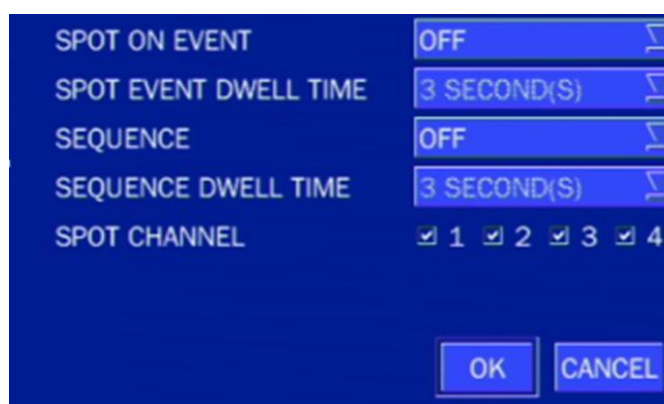 SPOT ON EVENT OFF
SPOT EVENT DWELL TIME 3 SECOND(S)
SEQUENCE OFF
SEQUENCE DWELL TIME 3 SECOND(S)
SPOT CHANNEL 1 2 3 4
OK CANCEL